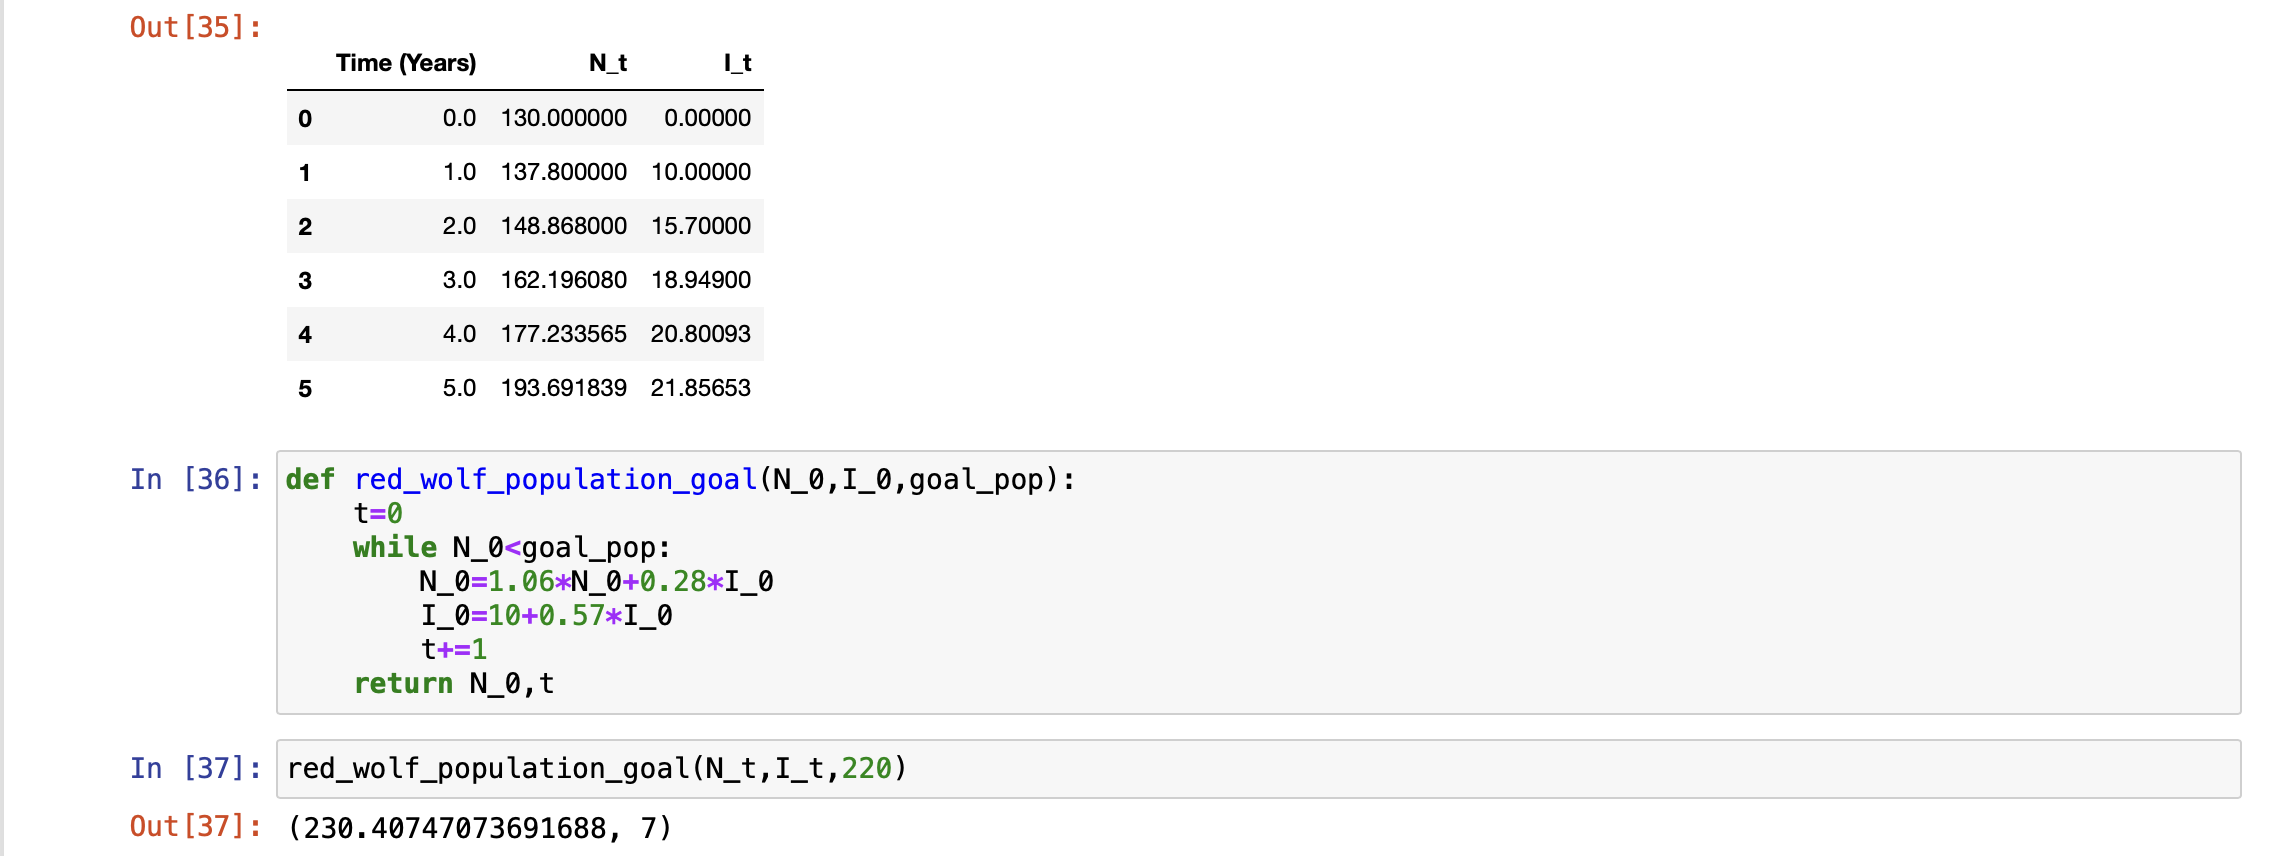 Out[35]:
Time (Years) N_t I_t
0 0.0 130.000000 0.00000
1 1.0 137.800000 10.00000
2 2.0 148.868000 15.70000
3 3.0 162.196080 18.94900
4 4.0 177.233565 20.80093
5 5.0 193.691839 21.85653
In [36]: def red_wolf_population_goal(N_0,I_0,goal_pop):
    t=0
    while N_0<goal_pop:
        N_0=1.06*N_0+0.28*I_0
        I_0=10+0.57*I_0
        t+=1
    return N_0,t
In [37]: red_wolf_population_goal(N_t,I_t,220)
Out[37]: (230.40747073691688, 7)